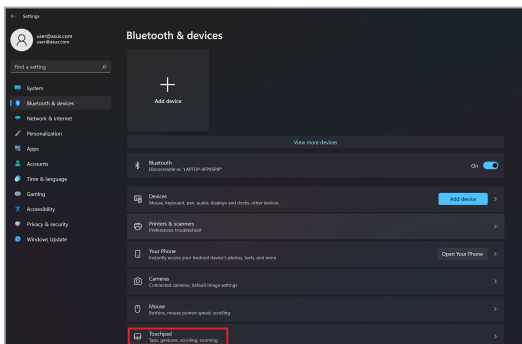 Settings
user@asus.com
user@asus.com
Find a setting
System
Bluetooth & devices
Network & internet
Personalization
Apps
Accounts
Time & language
Gaming
Accessibility
Privacy & security
Windows Update
Bluetooth & devices
Add device
View more devices
Bluetooth
Discoverable as
On
Devices
Mouse, keyboard, pen, audio, displays and docks, other devices
Add device
Printers & scanners
Preferences, troubleshoot
Your Phone
Instantly access your Android device's photos, texts, and more
Open Your Phone
Cameras
Connected cameras, default image settings
Mouse
Buttons, mouse pointer speed, scrolling
Touchpad
Taps, gestures, scrolling, zooming